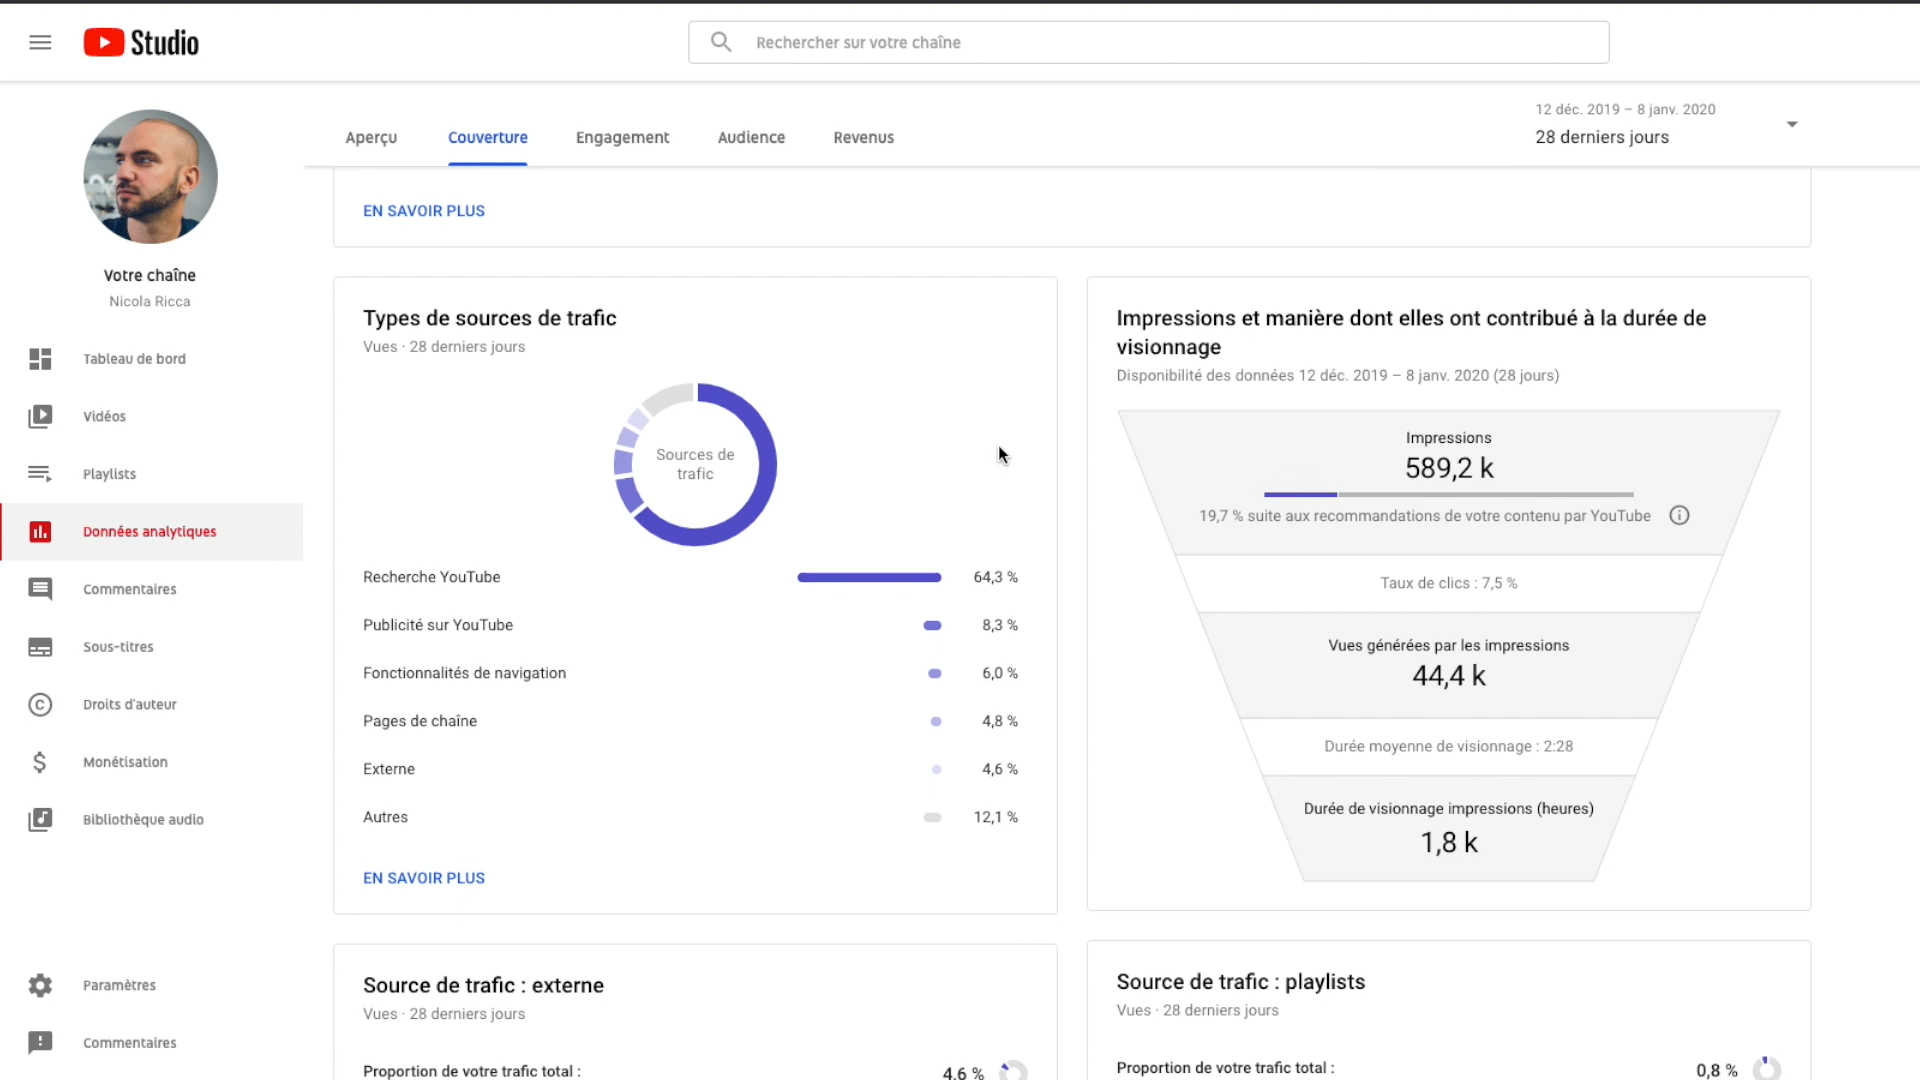 Studio
Rechercher sur votre chaîne
Votre chaîne
Nicola Ricca
Tableau de bord
Vidéos
Playlists
Données analytiques
Commentaires
Sous-titres
Droits d'auteur
Monétisation
Bibliothèque audio
Paramètres
Commentaires
Aperçu
Couverture
Engagement
Audience
Revenus
12 déc. 2019 – 8 janv. 2020
28 derniers jours
EN SAVOIR PLUS
Types de sources de trafic
Vues · 28 derniers jours
Sources de
trafic
Recherche YouTube 64,3 %
Publicité sur YouTube 8,3 %
Fonctionnalités de navigation 6,0 %
Pages de chaîne 4,8 %
Externe 4,6 %
Autres 12,1 %
EN SAVOIR PLUS
Impressions et manière dont elles ont contribué à la durée de
visionnage
Disponibilité des données 12 déc. 2019 – 8 janv. 2020 (28 jours)
Impressions
589,2 k
19,7 % suite aux recommandations de votre contenu par YouTube
Taux de clics : 7,5 %
Vues générées par les impressions
44,4 k
Durée moyenne de visionnage : 2:28
Durée de visionnage impressions (heures)
1,8 k
Source de trafic : externe
Vues · 28 derniers jours
Proportion de votre trafic total : 4,6 %
Source de trafic : playlists
Vues · 28 derniers jours
Proportion de votre trafic total : 0,8 %